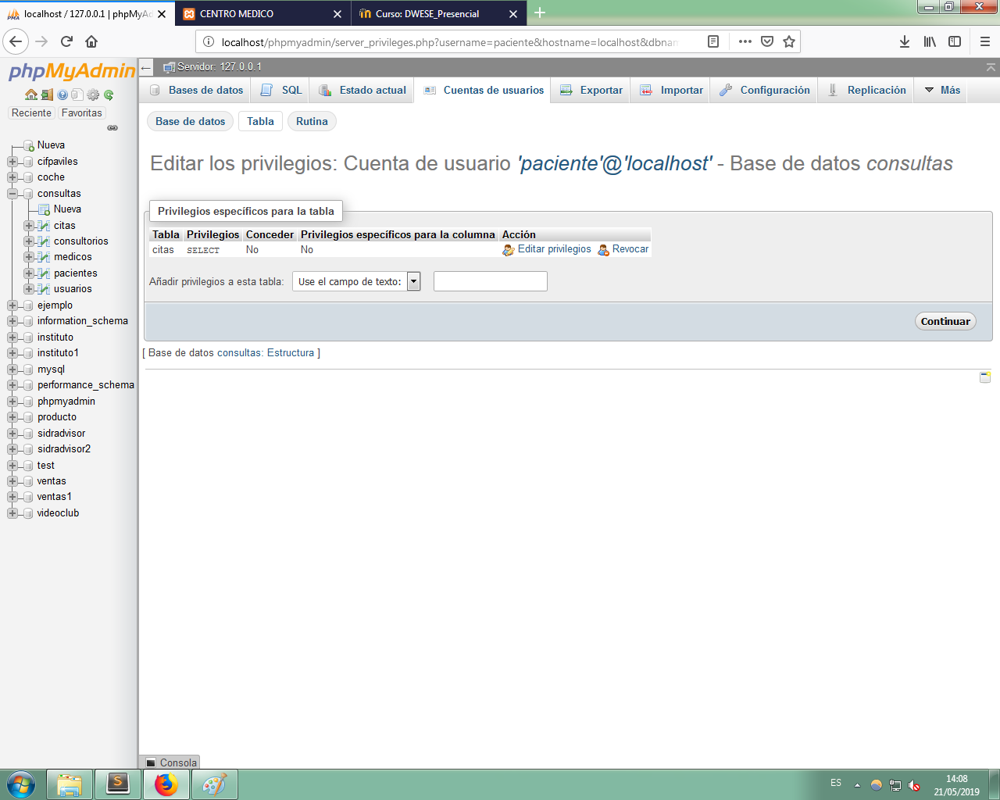 localhost / 127.0.0.1 | phpMyAd
CENTRO MEDICO
Curso: DWESE_Presencial
localhost/phpmyadmin/server_privileges.php?username=paciente&hostname=localhost&dbnam
phpMyAdmin
Reciente
Favoritas
Nueva
cifpaviles
coche
consultas
Nueva
citas
consultorios
medicos
pacientes
usuarios
ejemplo
information_schema
instituto
instituto1
mysql
performance_schema
phpmyadmin
producto
sidradvisor
sidradvisor2
test
ventas
ventas1
videoclub
Servidor: 127.0.0.1
Bases de datos
SQL
Estado actual
Cuentas de usuarios
Exportar
Importar
Configuración
Replicación
Más
Base de datos
Tabla
Rutina
Editar los privilegios: Cuenta de usuario 'paciente'@'localhost' - Base de datos consultas
Privilegios específicos para la tabla
Tabla Privilegios Conceder Privilegios específicos para la columna Acción
citas SELECT No No Editar privilegios Revocar
Añadir privilegios a esta tabla: Use el campo de texto:
Continuar
[ Base de datos consultas: Estructura ]
Consola
ES
14:08
21/05/2019